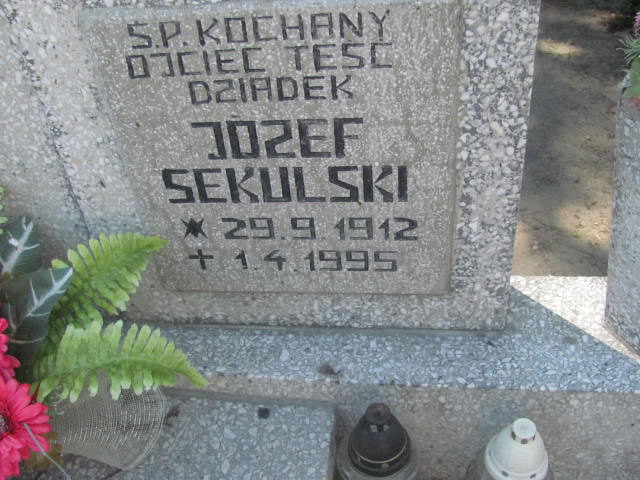 Ś.P. KOCHANY
OJCIEC TEŚĆ
DZIADEK
JÓZEF
SEKULSKI
* 29.9.1912
+ 1.4.1995